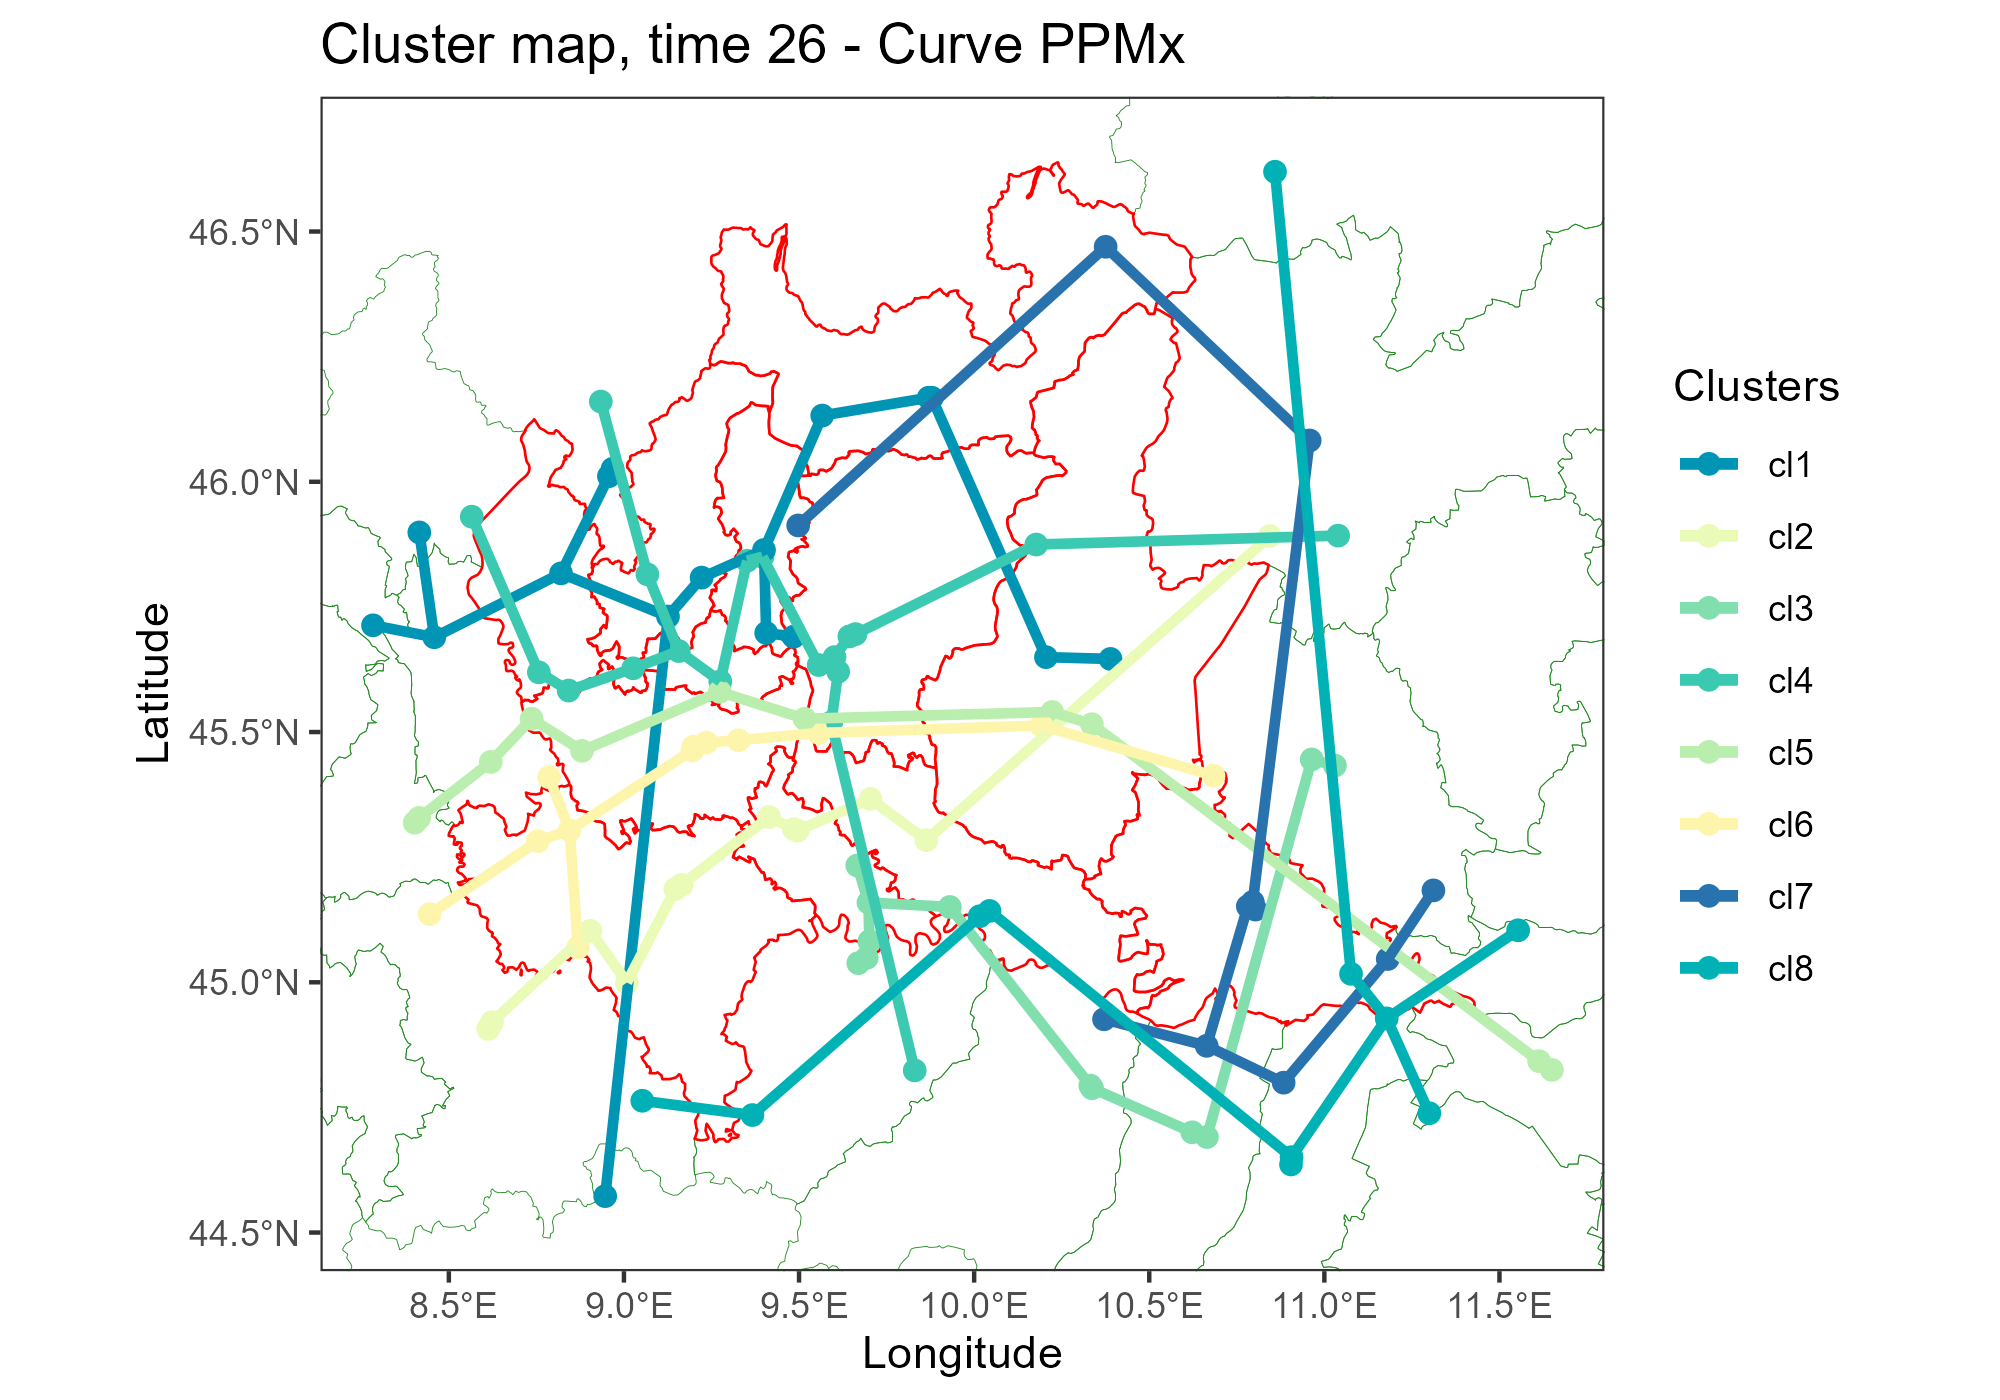 Cluster map, time 26 - Curve PPMx
46.5°N
46.0°N
45.5°N
45.0°N
44.5°N
Latitude
8.5°E 9.0°E 9.5°E 10.0°E 10.5°E 11.0°E 11.5°E
Longitude
Clusters
cl1
cl2
cl3
cl4
cl5
cl6
cl7
cl8